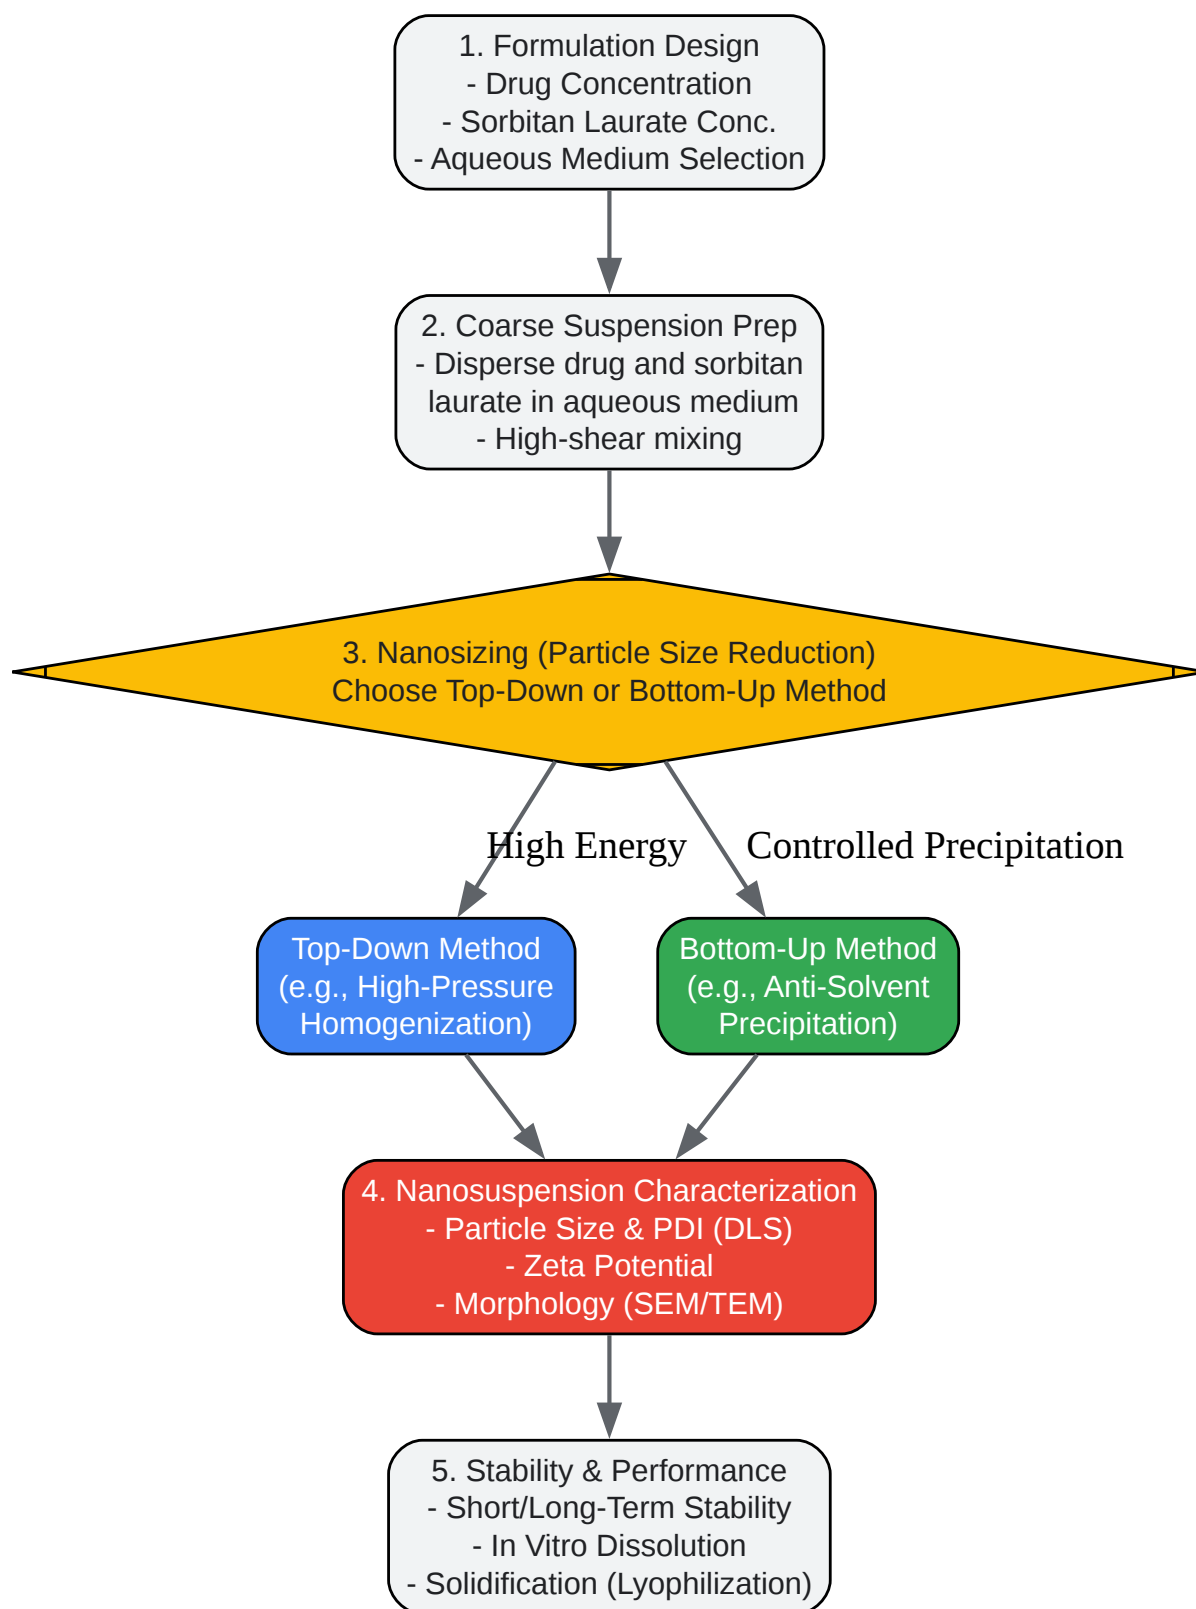 1. Formulation Design
- Drug Concentration
- Sorbitan Laurate Conc.
- Aqueous Medium Selection
2. Coarse Suspension Prep
- Disperse drug and sorbitan
laurate in aqueous medium
- High-shear mixing
3. Nanosizing (Particle Size Reduction)
Choose Top-Down or Bottom-Up Method
High Energy
Controlled Precipitation
Top-Down Method
(e.g., High-Pressure
Homogenization)
Bottom-Up Method
(e.g., Anti-Solvent
Precipitation)
4. Nanosuspension Characterization
- Particle Size & PDI (DLS)
- Zeta Potential
- Morphology (SEM/TEM)
5. Stability & Performance
- Short/Long-Term Stability
- In Vitro Dissolution
- Solidification (Lyophilization)